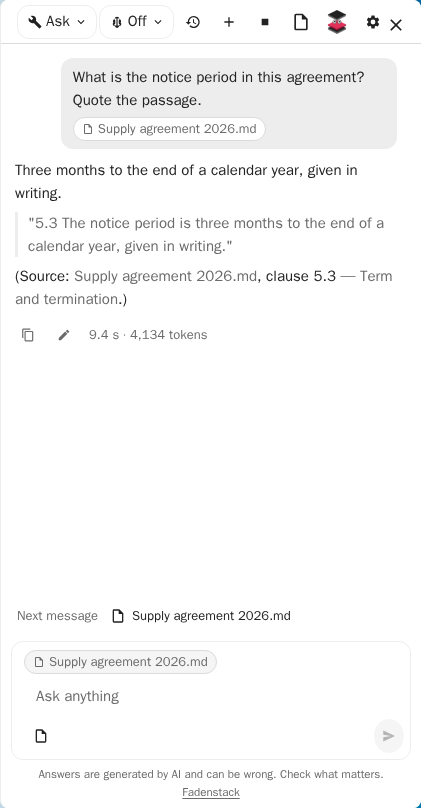 Ask
Off
What is the notice period in this agreement?
Quote the passage.
Supply agreement 2026.md
Three months to the end of a calendar year, given in
writing.
"5.3 The notice period is three months to the end of a
calendar year, given in writing."
(Source: Supply agreement 2026.md, clause 5.3 — Term
and termination.)
9.4 s · 4,134 tokens
Next message Supply agreement 2026.md
Supply agreement 2026.md
Ask anything
Answers are generated by AI and can be wrong. Check what matters.
Fadenstack